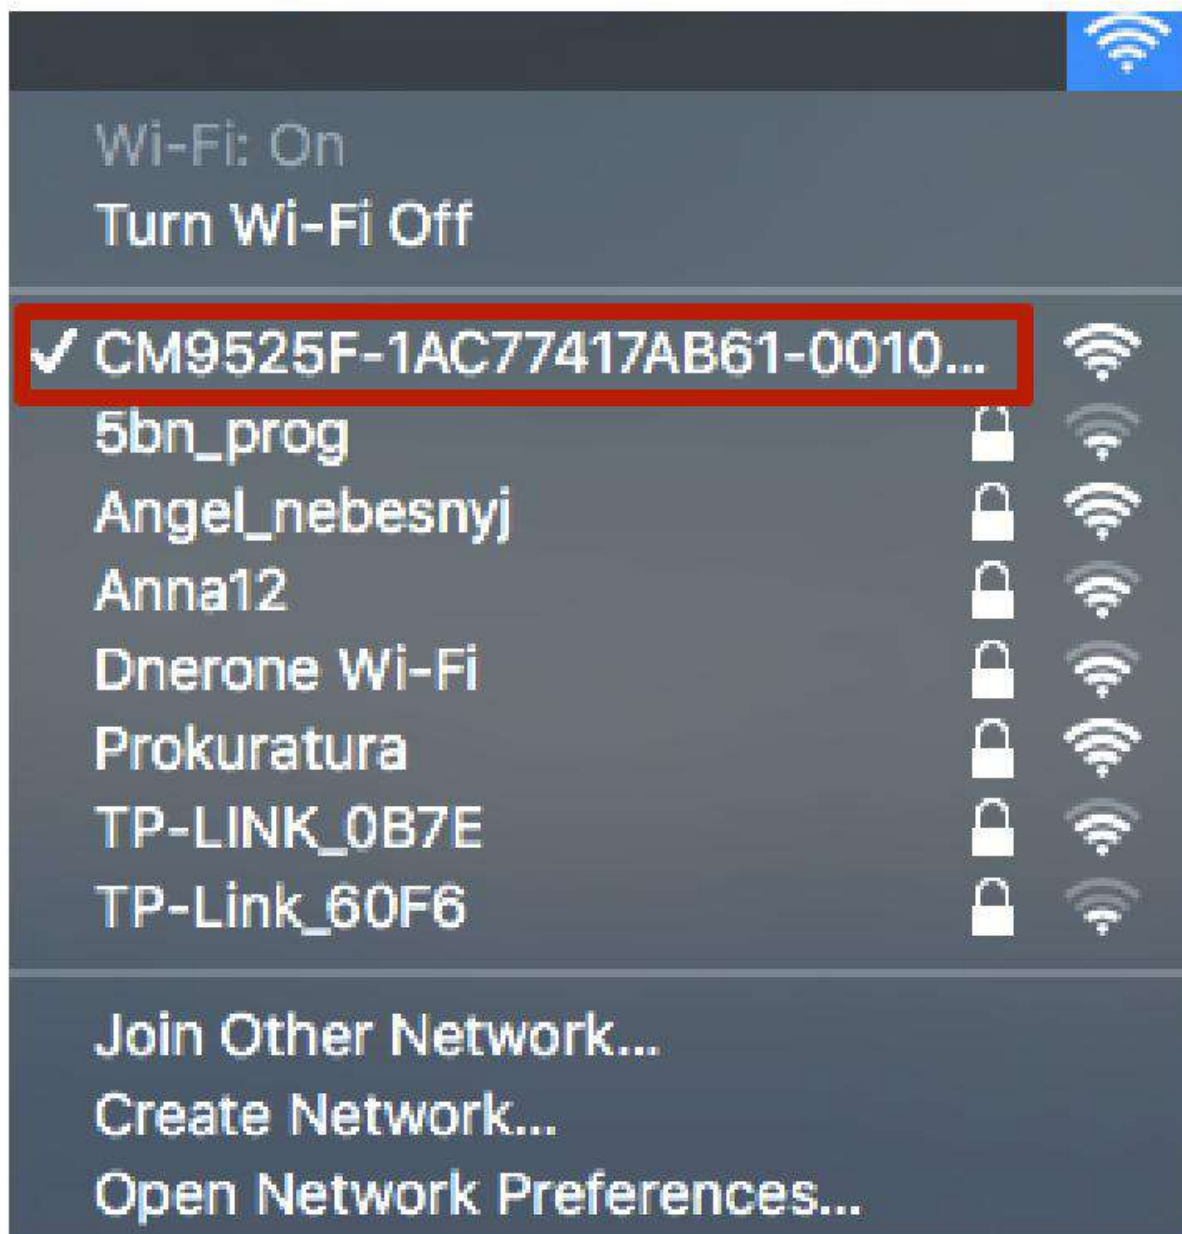 Wi-Fi: On
Turn Wi-Fi Off
✓ CM9525F-1AC77417AB61-0010...
5bn_prog
Angel_nebesnyj
Anna12
Dnerone Wi-Fi
Prokuratura
TP-LINK_0B7E
TP-Link_60F6
Join Other Network...
Create Network...
Open Network Preferences...